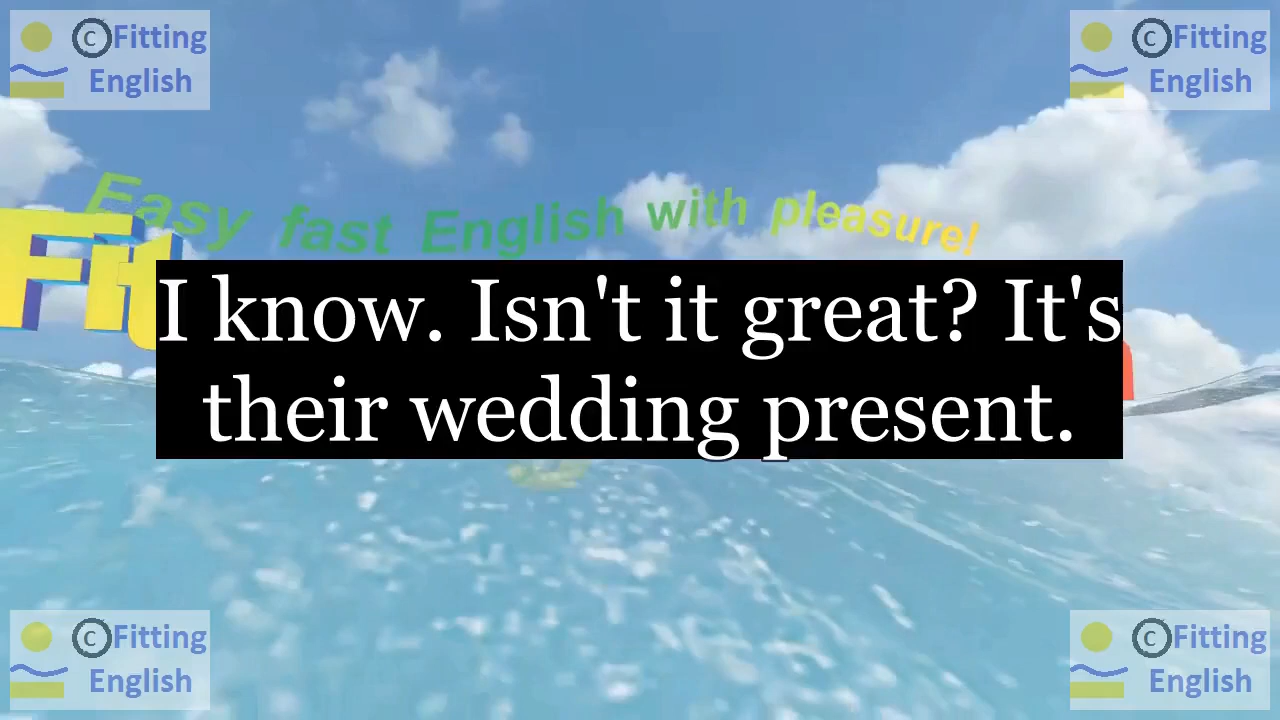 ©Fitting
English
©Fitting
English
Easy fast English with pleasure!
Fit
I know. Isn't it great? It's
their wedding present.
©Fitting
English
©Fitting
English